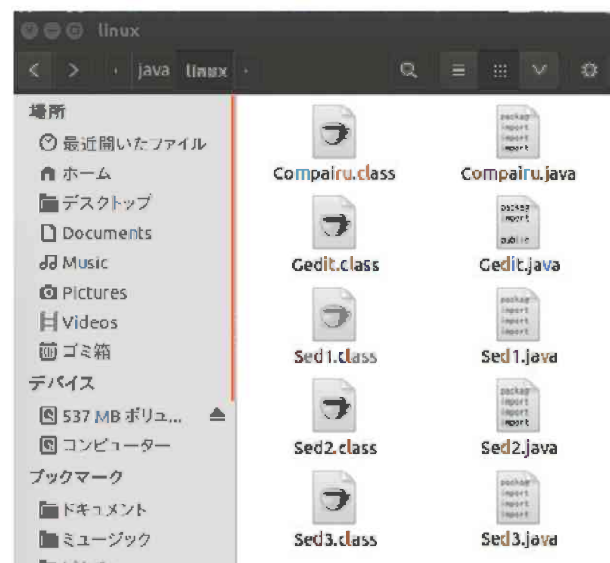 linux
java linux
場所
最近開いたファイル
ホーム
デスクトップ
Documents
Music
Pictures
Videos
ゴミ箱
デバイス
537 MB ボリュ...
コンピューター
ブックマーク
ドキュメント
ミュージック
Compairu.class
Compairu.java
Gedit.class
Gedit.java
Sed1.class
Sed1.java
Sed2.class
Sed2.java
Sed3.class
Sed3.java